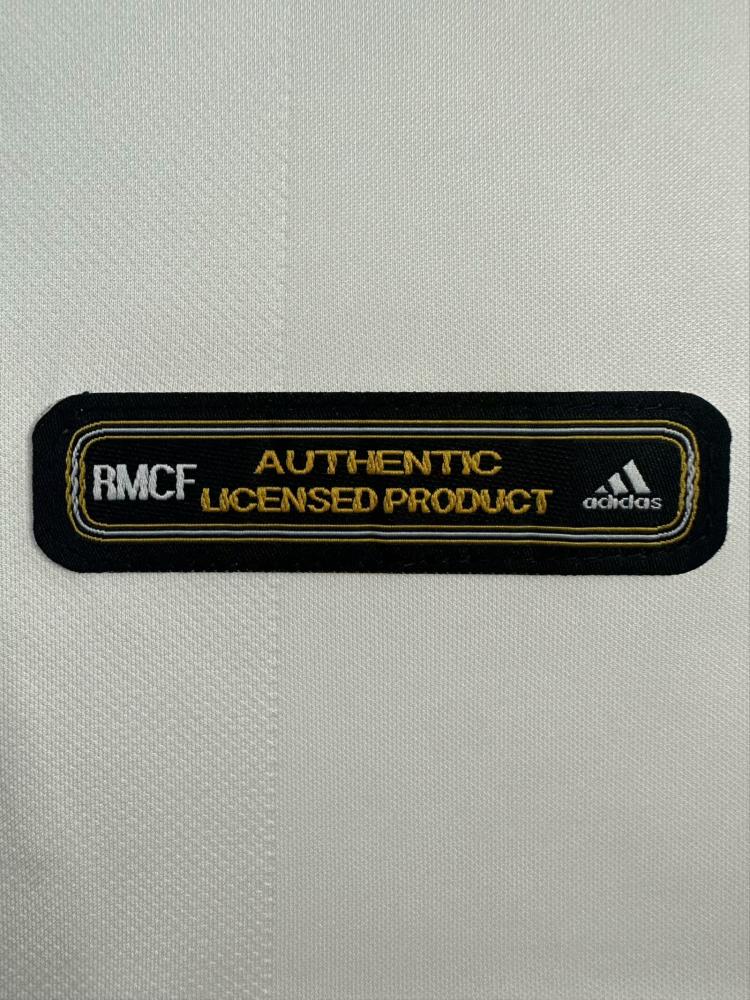 RMCF
AUTHENTIC
LICENSED PRODUCT
adidas